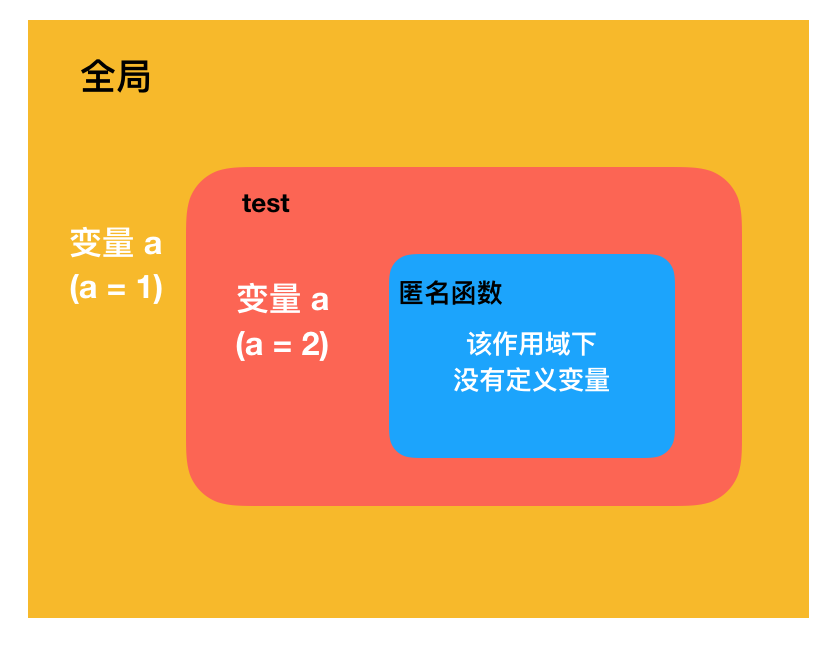 全局
变量 a
(a = 1)
test
变量 a
(a = 2)
匿名函数
该作用域下
没有定义变量